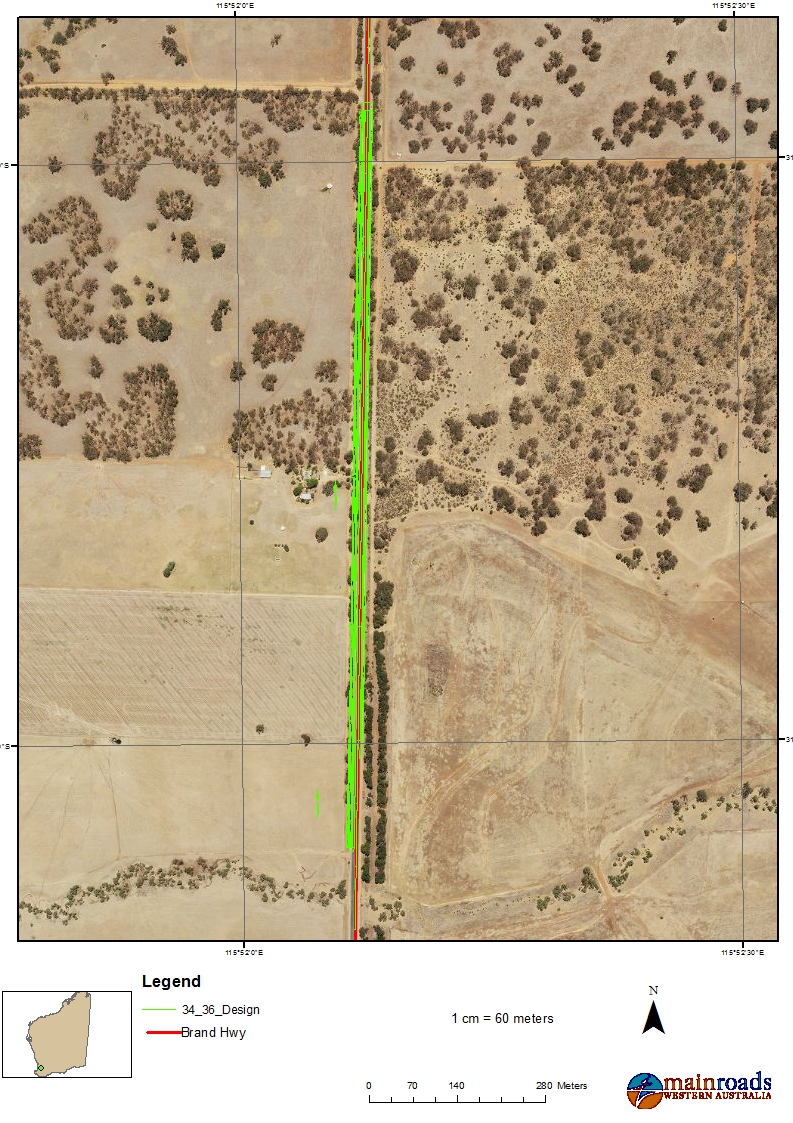 115°52'0"E
115°52'30"E
"S
31
"S
31
115°52'0"E
115°52'30"E
Legend
34_36_Design
Brand Hwy
1 cm = 60 meters
N
0 70 140 280 Meters
mainroads
WESTERN AUSTRALIA